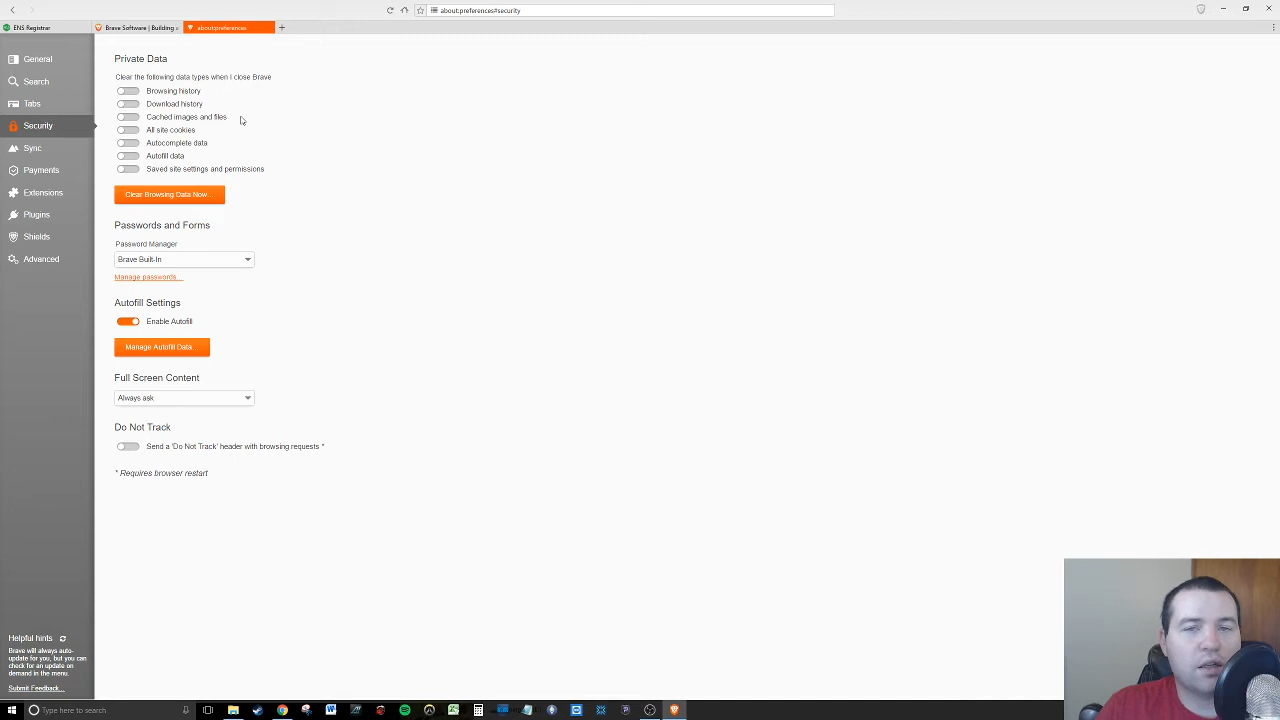 about:preferences#security
ENS Registrar
Brave Software | Building
about:preferences
General
Search
Tabs
Security
Sync
Payments
Extensions
Plugins
Shields
Advanced
Private Data
Clear the following data types when I close Brave
Browsing history
Download history
Cached images and files
All site cookies
Autocomplete data
Autofill data
Saved site settings and permissions
Clear Browsing Data Now...
Passwords and Forms
Password Manager
Brave Built-In
Manage passwords...
Autofill Settings
Enable Autofill
Manage Autofill Data...
Full Screen Content
Always ask
Do Not Track
Send a 'Do Not Track' header with browsing requests *
* Requires browser restart
Helpful hints
Brave will always auto-
update for you, but you can
check for an update on
demand in the menu.
Submit Feedback...
Type here to search